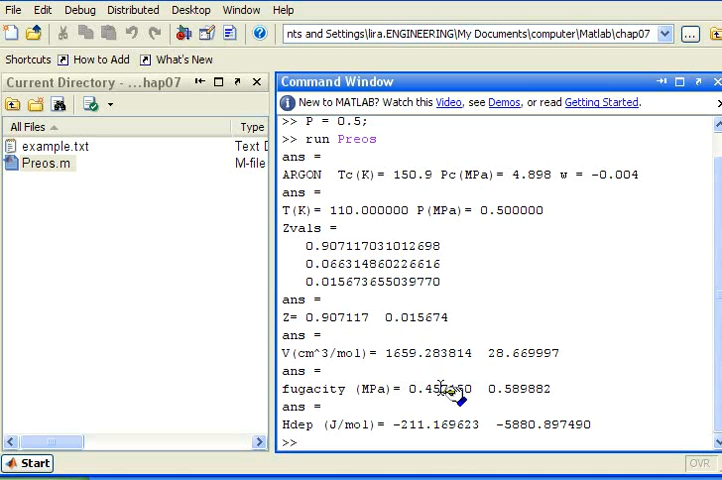 File Edit Debug Distributed Desktop Window Help
nts and Settings\lira.ENGINEERING\My Documents\computer\Matlab\chap07 ...
Shortcuts How to Add What's New
Current Directory - ...hap07
All Files Type
example.txt Text D
Preos.m M-file
Command Window
New to MATLAB? Watch this Video, see Demos, or read Getting Started.
>> P = 0.5;
>> run Preos
ans =
ARGON Tc(K)= 150.9 Pc(MPa)= 4.898 w = -0.004
ans =
T(K)= 110.000000 P(MPa)= 0.500000
Zvals =
0.907117031012698
0.066314860226616
0.015673655039770
ans =
Z= 0.907117 0.015674
ans =
V(cm^3/mol)= 1659.283814 28.669997
ans =
fugacity (MPa)= 0.589882
ans =
Hdep (J/mol)= -211.169623 -5880.897490
>>
Start
OVR